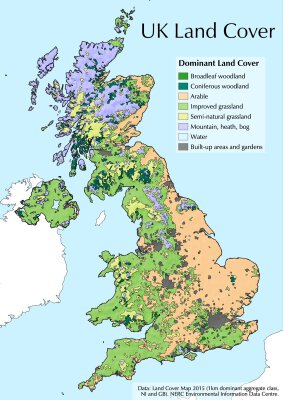 UK Land Cover
Dominant Land Cover
Broadleaf woodland
Coniferous woodland
Arable
Improved grassland
Semi-natural grassland
Mountain, heath, bog
Water
Built-up areas and gardens
Data: Land Cover Map 2015 (1km dominant aggregate class,
NI and GB). NERC Environmental Information Data Centre.